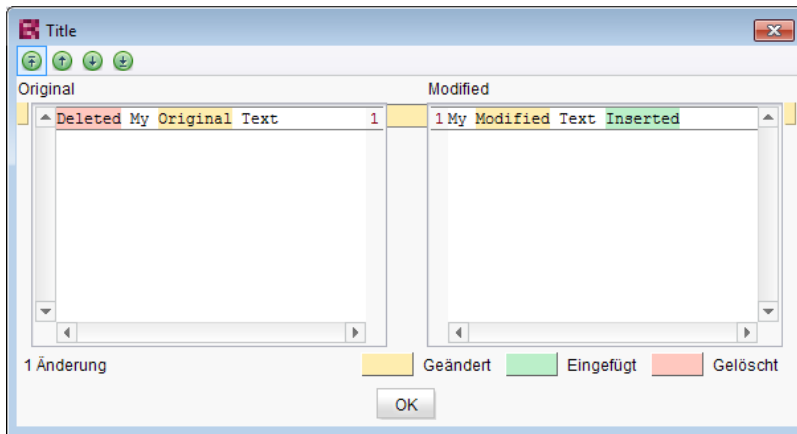 Title
Original
Modified
Deleted My Original Text 1
1 My Modified Text Inserted
1 Änderung
Geändert
Eingefügt
Gelöscht
OK